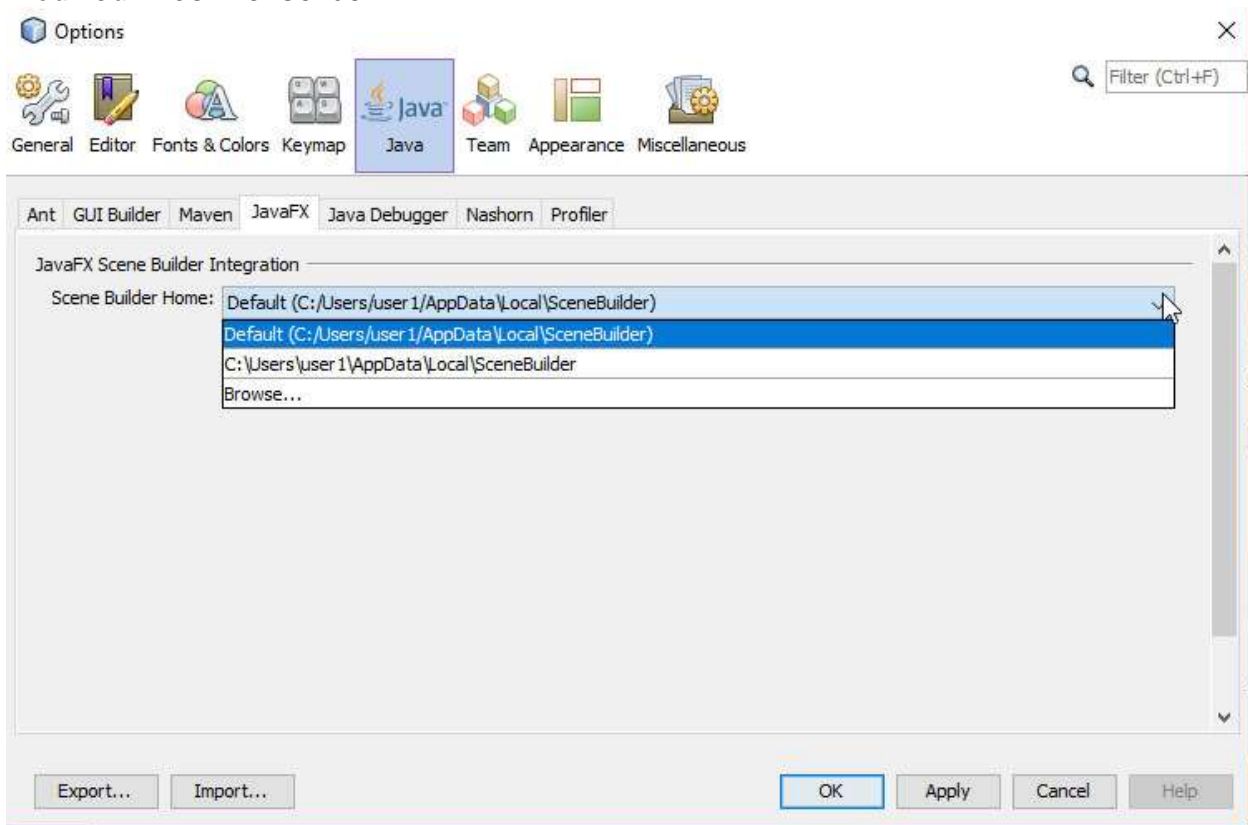 Options
Filter (Ctrl+F)
Java
General Editor Fonts & Colors Keymap Java Team Appearance Miscellaneous
Ant GUI Builder Maven JavaFX Java Debugger Nashorn Profiler
JavaFX Scene Builder Integration
Scene Builder Home: Default (C:/Users/user1/AppData\Local\SceneBuilder)
Default (C:/Users/user1/AppData\Local\SceneBuilder)
C:\Users\user1\AppData\Local\SceneBuilder
Browse...
Export... Import... OK Apply Cancel Help